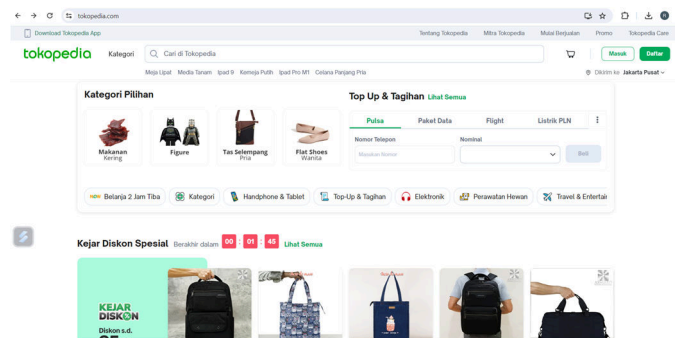 tokopedia.com
Download Tokopedia App
Tentang Tokopedia Mitra Tokopedia Mulai Berjualan Promo Tokopedia Care
tokopedia Kategori Cari di Tokopedia Masuk Daftar
Meja Lipat Media Tanam Ipad 9 Kemeja Putih Ipad Pro M1 Celana Panjang Pria
Dikirim ke Jakarta Pusat
Kategori Pilihan
Makanan
Kering
Figure
Tas Selempang
Pria
Flat Shoes
Wanita
Top Up & Tagihan Lihat Semua
Pulsa Paket Data Flight Listrik PLN
Nomor Telepon Nominal
Masukan Nomor Beli
Belanja 2 Jam Tiba Kategori Handphone & Tablet Top-Up & Tagihan Elektronik Perawatan Hewan Travel & Entertai
Kejar Diskon Spesial Berakhir dalam 00 : 01 : 45 Lihat Semua
KEJAR
DISKON
Diskon s.d.